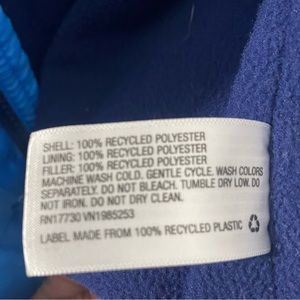 SHELL: 100% RECYCLED POLYESTER
LINING: 100% RECYCLED POLYESTER
FILLER: 100% RECYCLED POLYESTER
MACHINE WASH COLD. GENTLE CYCLE. WASH COLORS
SEPARATELY. DO NOT BLEACH. TUMBLE DRY LOW. DO
NOT IRON. DO NOT DRY CLEAN.
RN17730 VN1985253
LABEL MADE FROM 100% RECYCLED PLASTIC